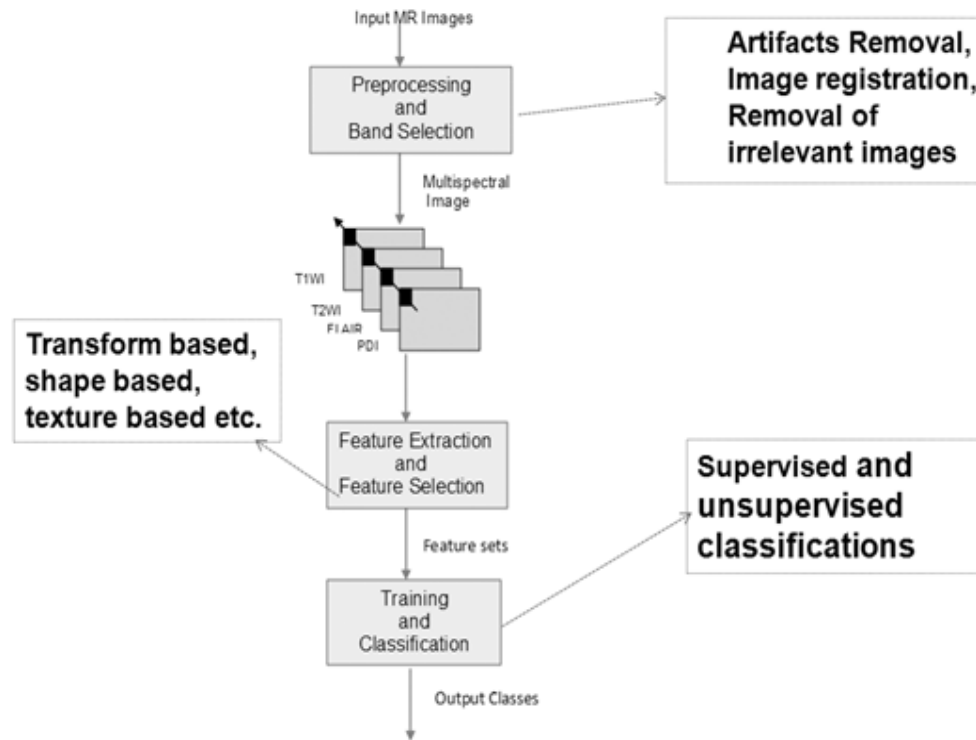 Input MR Images
Preprocessing
and
Band Selection
Artifacts Removal,
Image registration,
Removal of
irrelevant images
Multispectral
Image
T1WI
T2WI
FLAIR
PDI
Transform based,
shape based,
texture based etc.
Feature Extraction
and
Feature Selection
Supervised and
unsupervised
classifications
Feature sets
Training
and
Classification
Output Classes